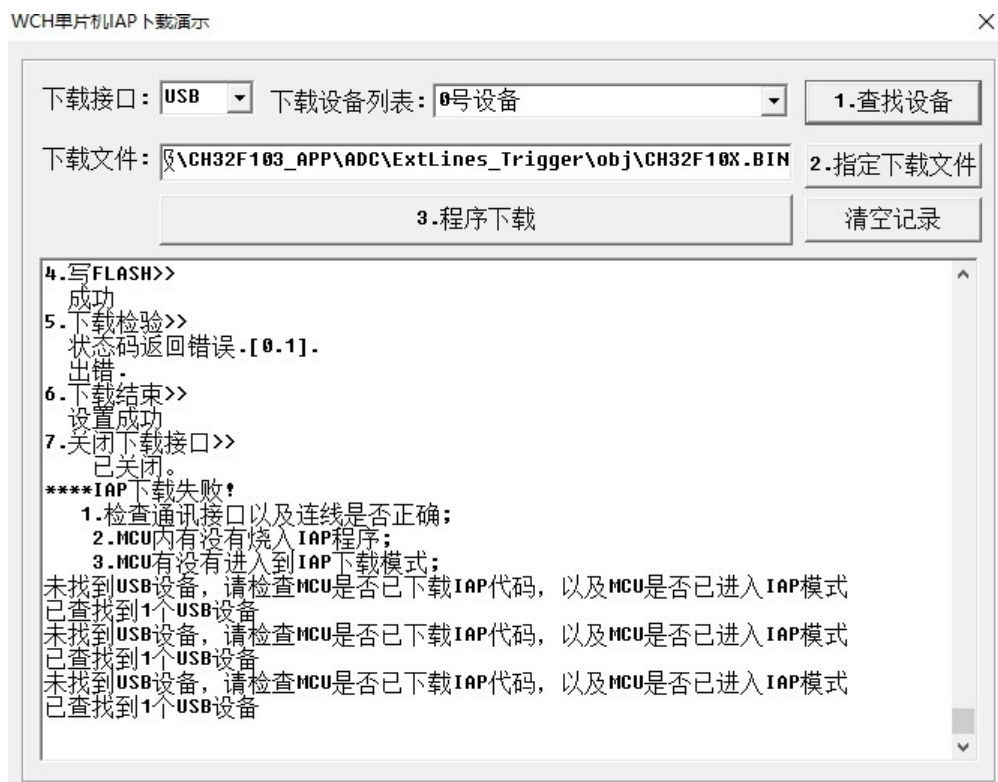 WCH单片机IAP下载演示
下载接口: USB 下载设备列表: 0号设备 1.查找设备
下载文件: \CH32F103_APP\ADC\ExtLines_Trigger\obj\CH32F10X.BIN 2.指定下载文件
3.程序下载 清空记录
4.写FLASH>>
成功
5.下载检验>>
状态码返回错误.[0.1].
出错.
6.下载结束>>
设置成功
7.关闭下载接口>>
已关闭。
****IAP下载失败!
1.检查通讯接口以及连线是否正确;
2.MCU内有没有烧入IAP程序;
3.MCU有没有进入到IAP下载模式;
未找到USB设备, 请检查MCU是否已下载IAP代码, 以及MCU是否已进入IAP模式
已查找到1个USB设备
未找到USB设备, 请检查MCU是否已下载IAP代码, 以及MCU是否已进入IAP模式
已查找到1个USB设备
未找到USB设备, 请检查MCU是否已下载IAP代码, 以及MCU是否已进入IAP模式
已查找到1个USB设备